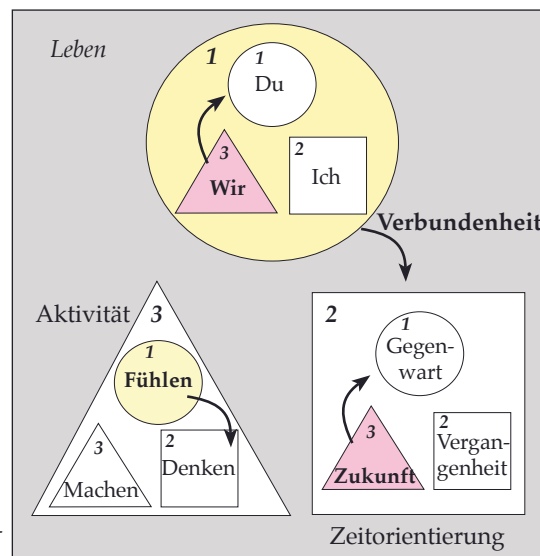 Leben
1
1
Du
3
Wir
2
Ich
Verbundenheit
Aktivität
3
1
Fühlen
3
Machen
2
Denken
2
1
Gegen-
wart
3
Zukunft
2
Vergan-
genheit
Zeitorientierung